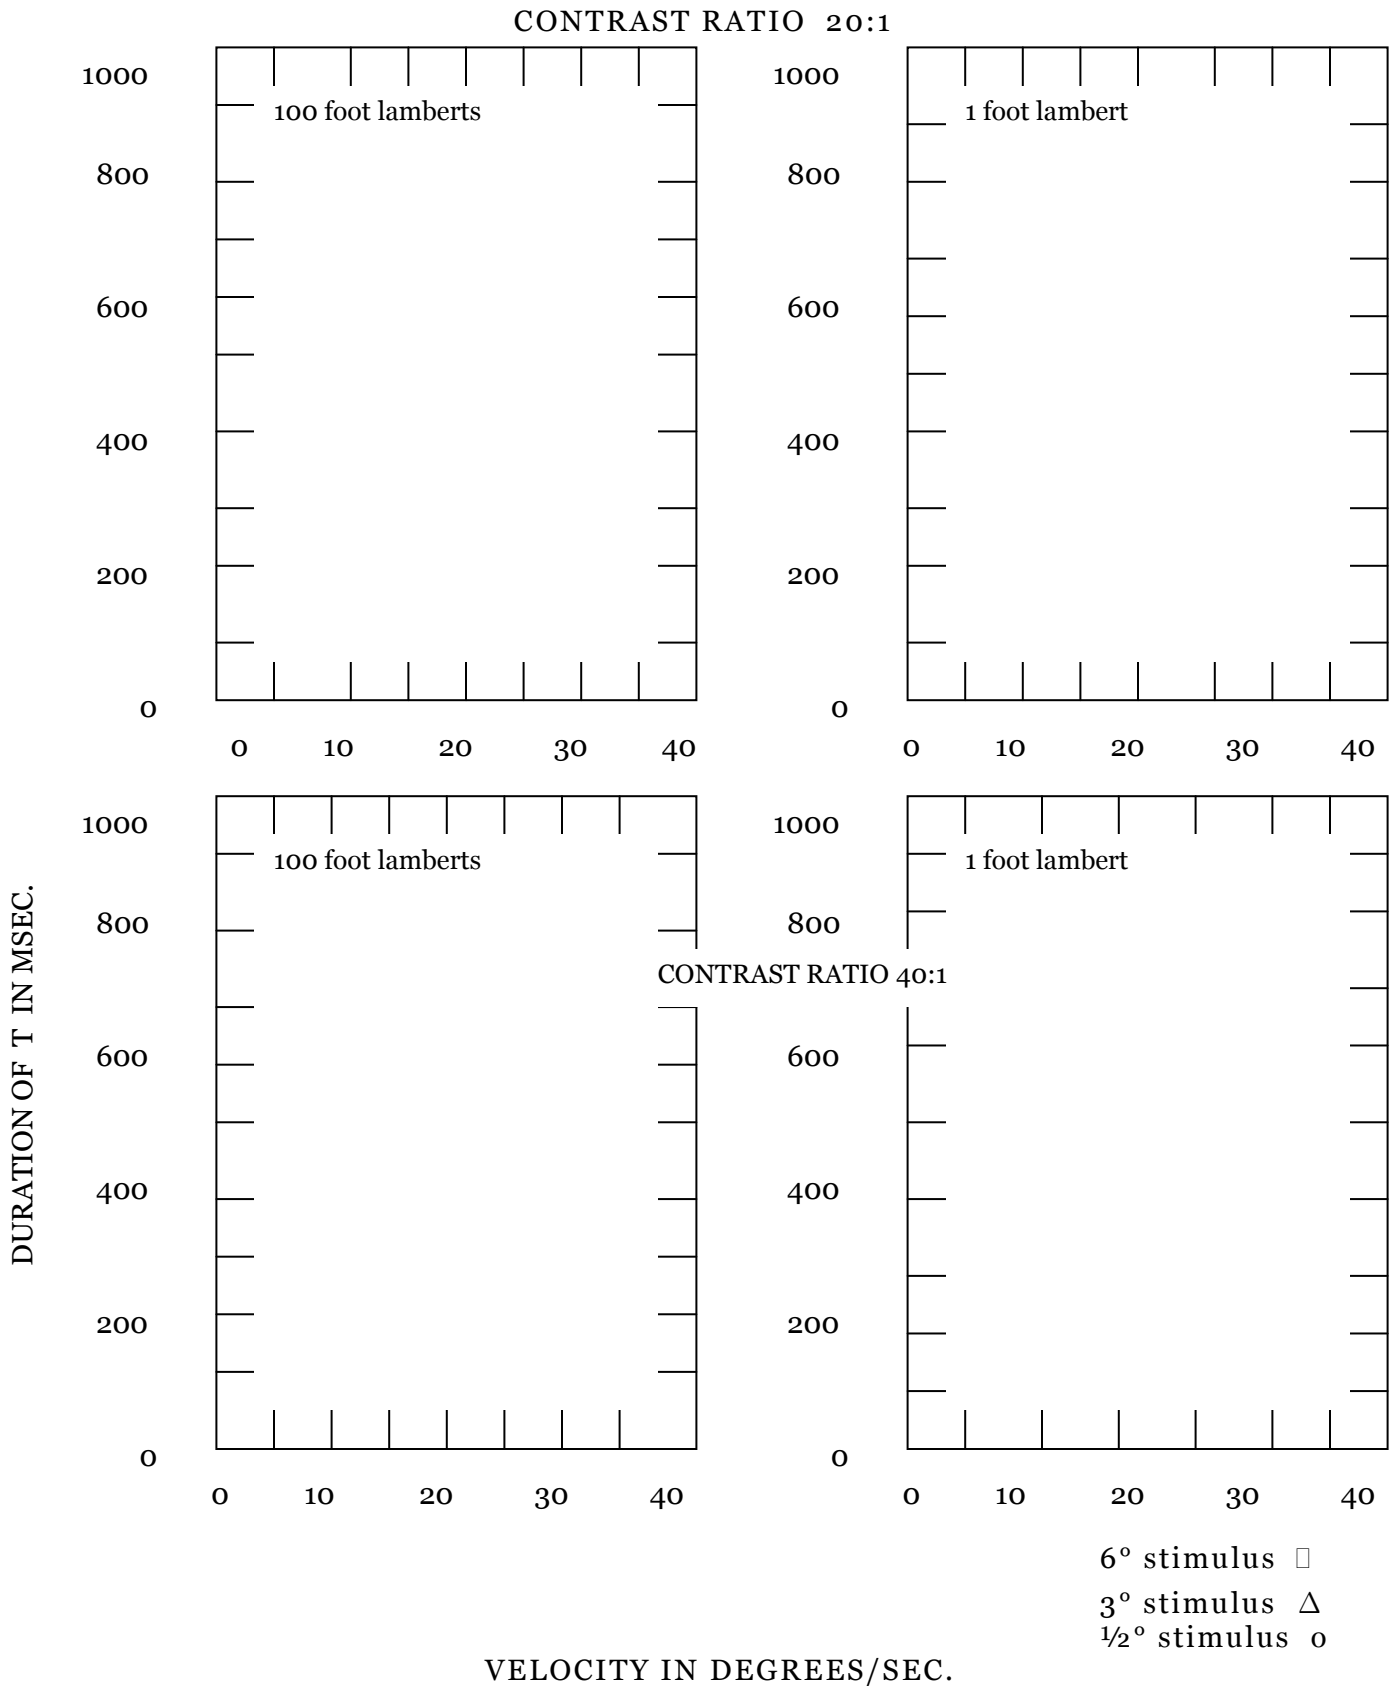 CONTRAST RATIO 20:1
1000 1000
100 foot lamberts 1 foot lambert
800 800
600 600
400 400
200 200
0 0
0 10 20 30 40 0 10 20 30 40
1000 1000
100 foot lamberts 1 foot lambert
800 800
CONTRAST RATIO 40:1
600 600
DURATION OF T IN MSEC.
400 400
200 200
0 0
0 10 20 30 40 0 10 20 30 40
6° stimulus □
3° stimulus Δ
½° stimulus o
VELOCITY IN DEGREES/SEC.